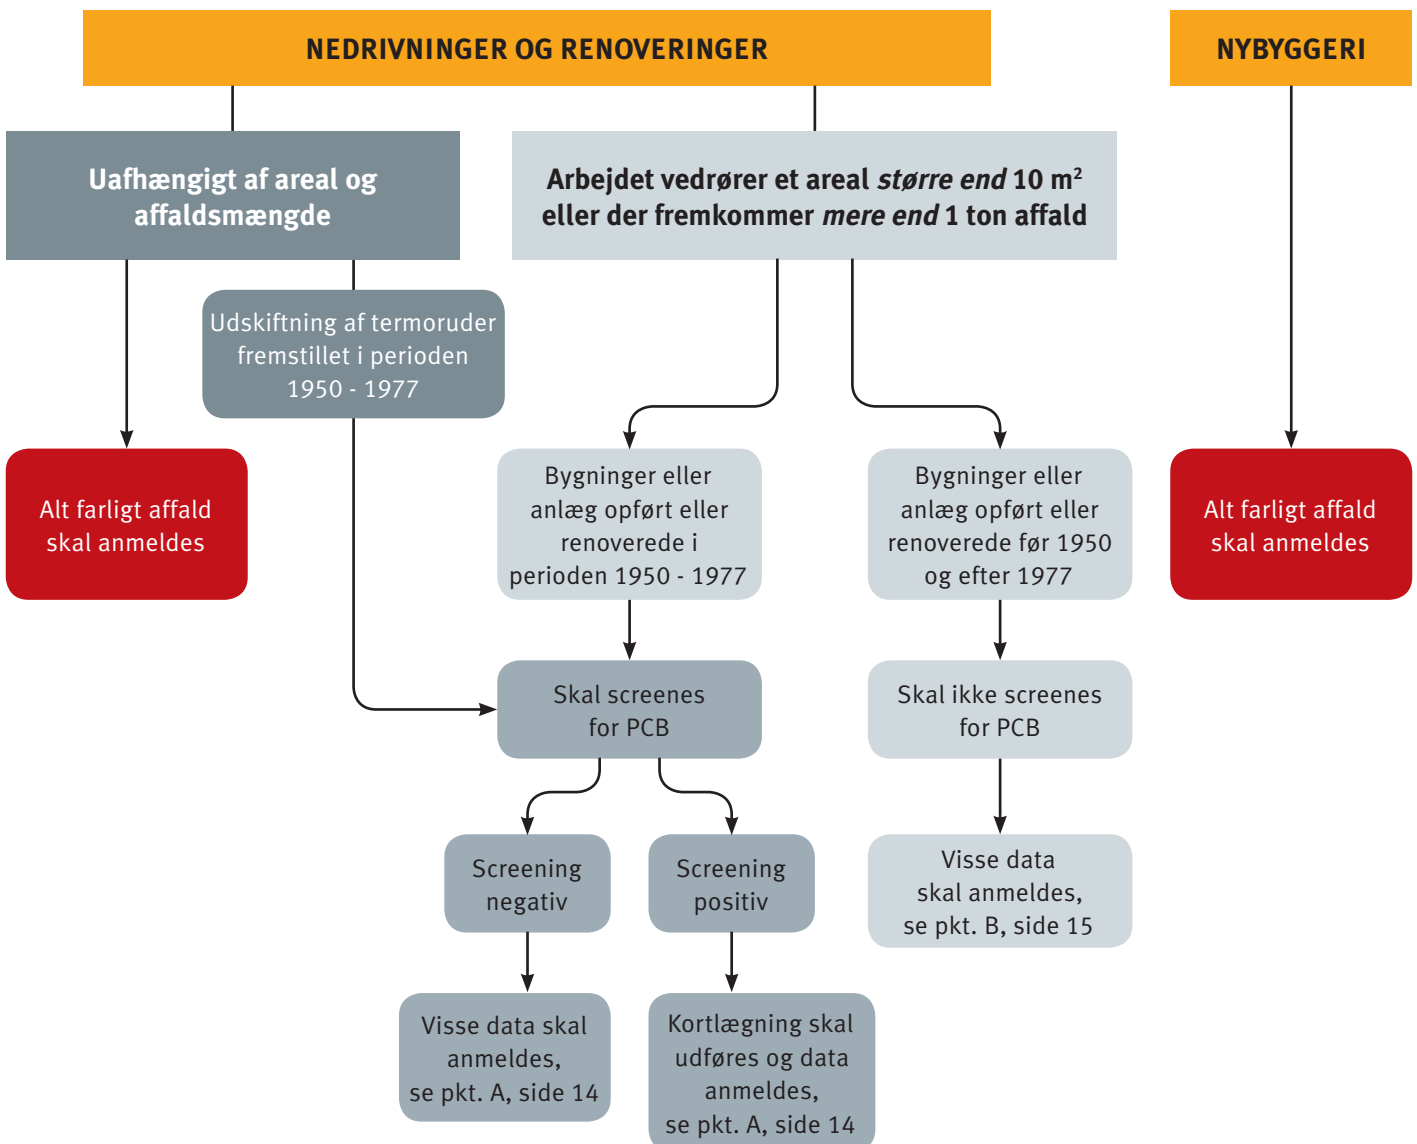 NEDRIVNINGER OG RENOVERINGER
NYBYGGERI
Uafhængigt af areal og
affaldsmængde
Arbejdet vedrører et areal større end 10 m²
eller der fremkommer mere end 1 ton affald
Udskiftning af termoruder
fremstillet i perioden
1950 - 1977
Alt farligt affald
skal anmeldes
Bygninger eller
anlæg opført eller
renoverede i
perioden 1950 - 1977
Bygninger eller
anlæg opført eller
renoverede før 1950
og efter 1977
Alt farligt affald
skal anmeldes
Skal screenes
for PCB
Skal ikke screenes
for PCB
Screening
negativ
Screening
positiv
Visse data
skal anmeldes,
se pkt. B, side 15
Visse data skal
anmeldes,
se pkt. A, side 14
Kortlægning skal
udføres og data
anmeldes,
se pkt. A, side 14